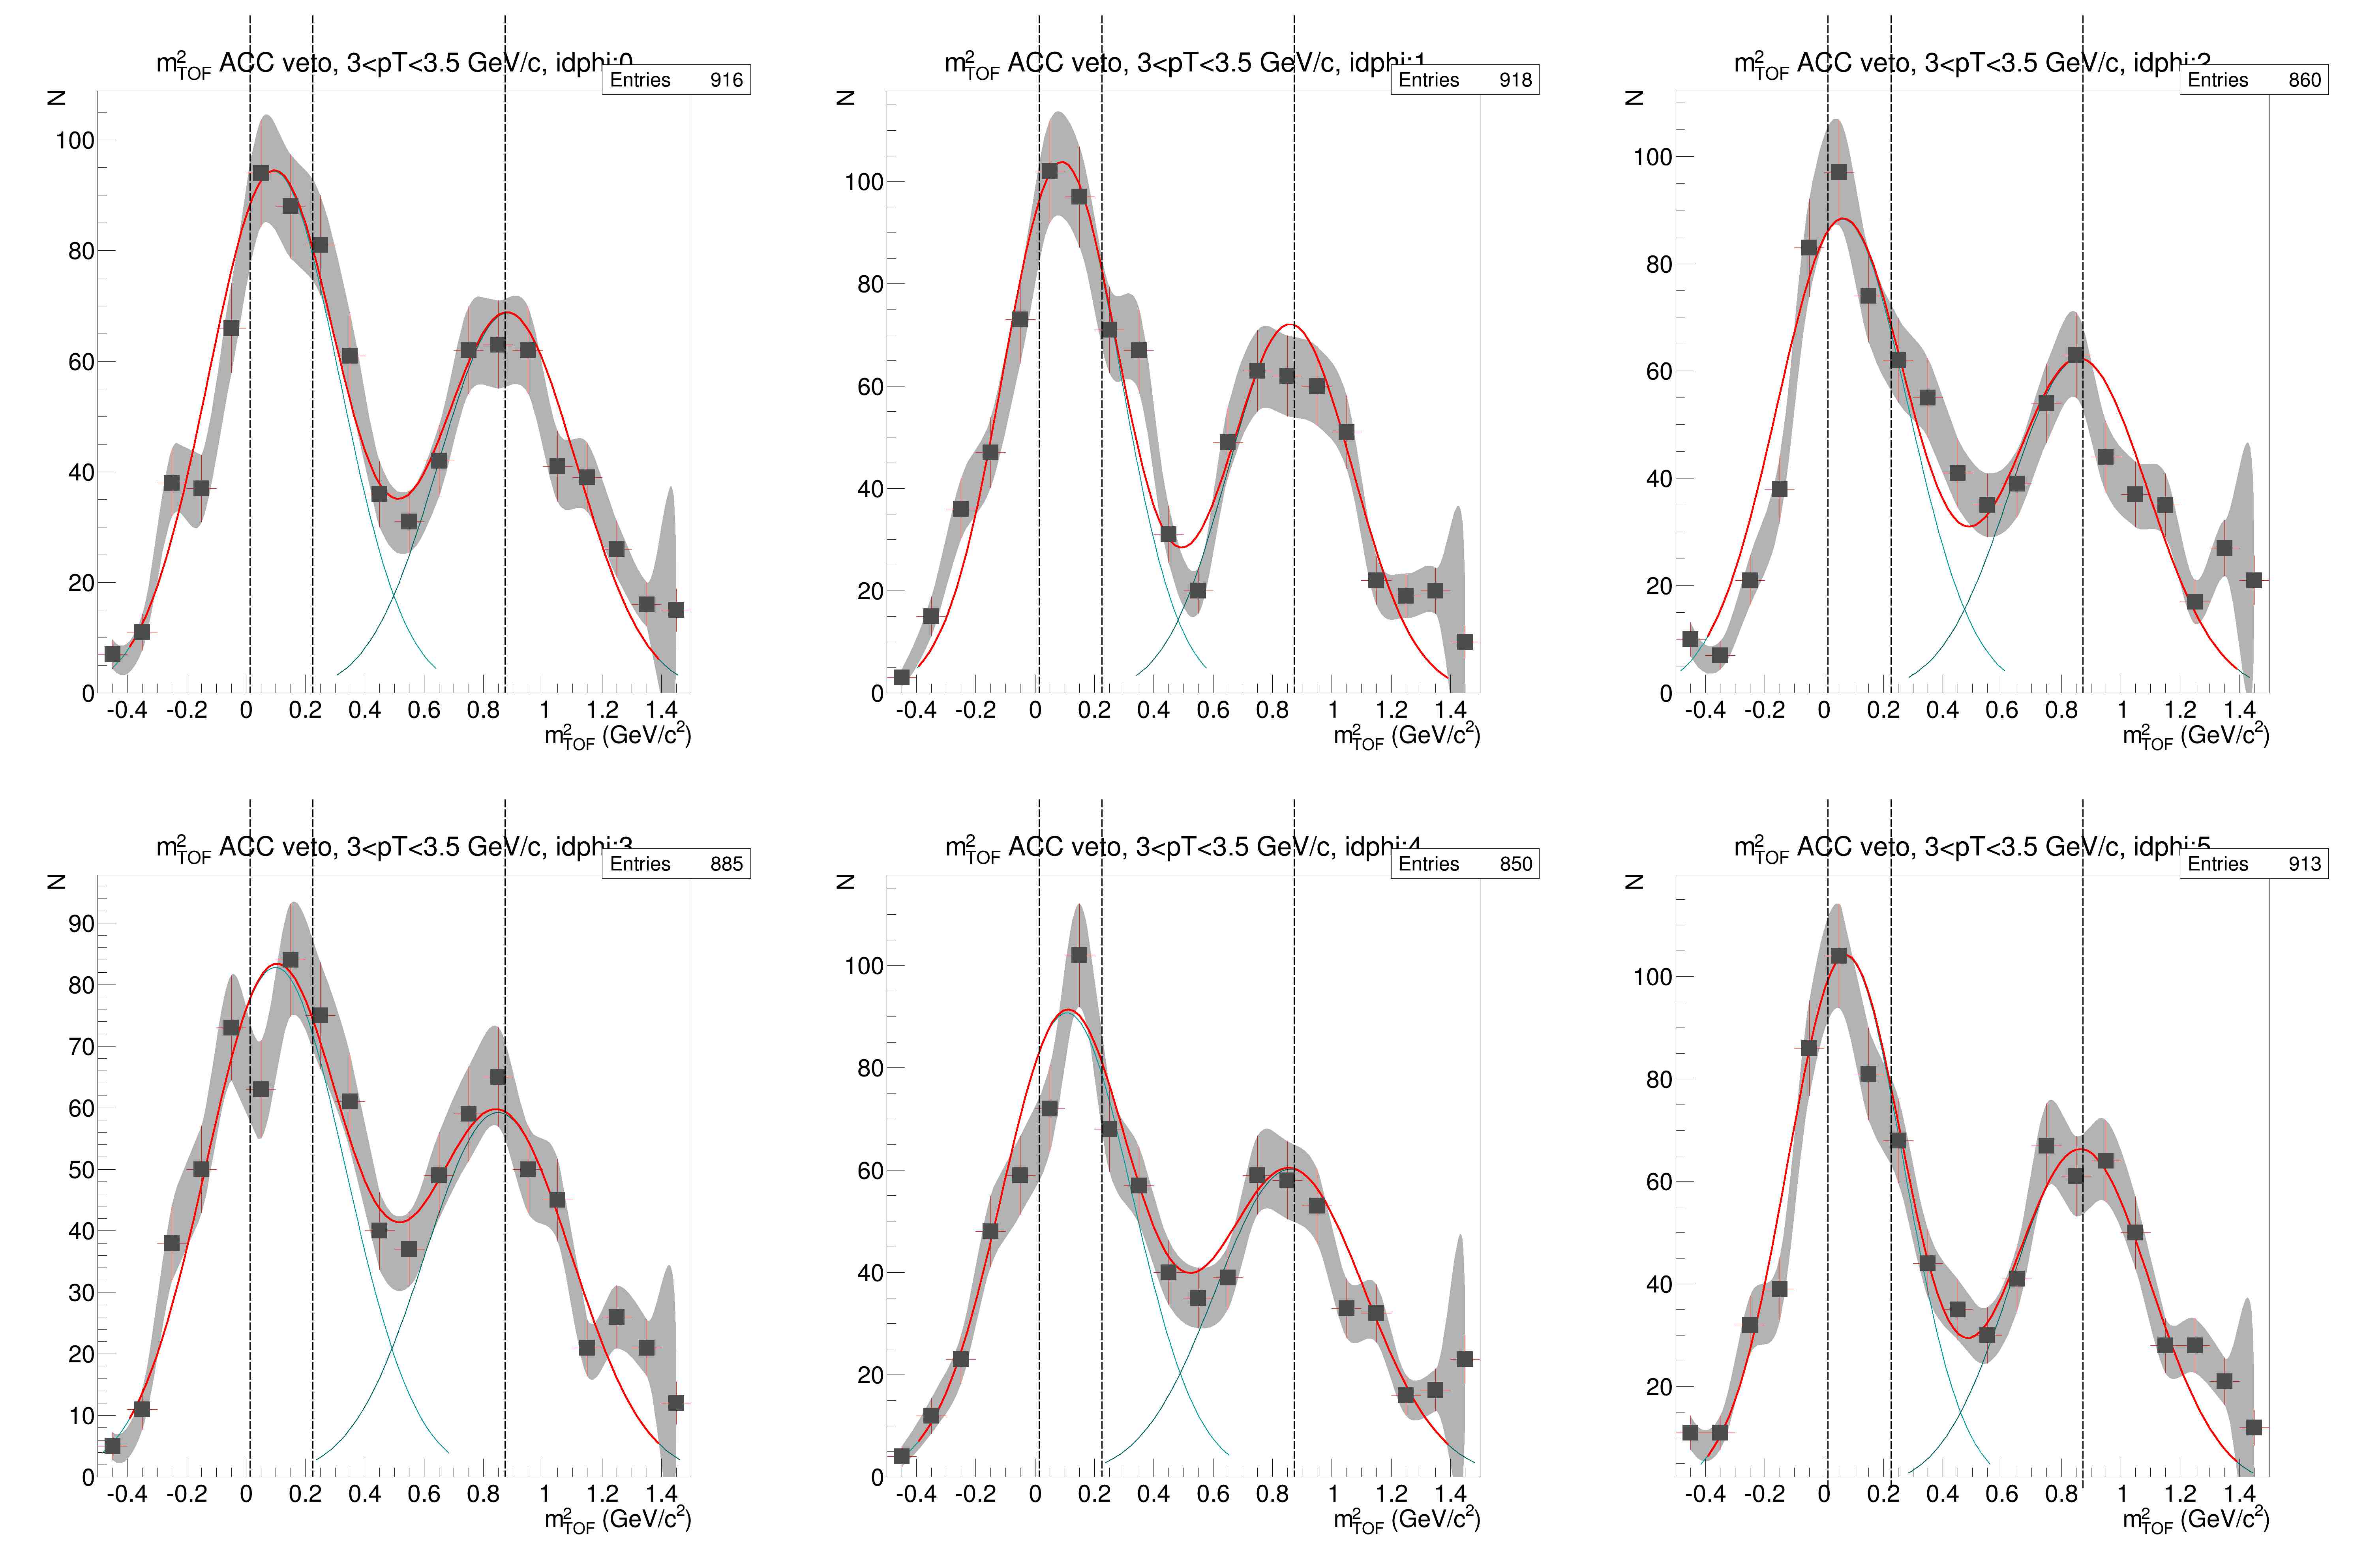 m²TOF ACC veto, 3<pT<3.5 GeV/c, idphi:0
Entries 916
N
100
80
60
40
20
0
-0.4 -0.2 0 0.2 0.4 0.6 0.8 1 1.2 1.4
m²TOF (GeV/c²)
m²TOF ACC veto, 3<pT<3.5 GeV/c, idphi:1
Entries 918
N
100
80
60
40
20
0
-0.4 -0.2 0 0.2 0.4 0.6 0.8 1 1.2 1.4
m²TOF (GeV/c²)
m²TOF ACC veto, 3<pT<3.5 GeV/c, idphi:2
Entries 860
N
100
80
60
40
20
0
-0.4 -0.2 0 0.2 0.4 0.6 0.8 1 1.2 1.4
m²TOF (GeV/c²)
m²TOF ACC veto, 3<pT<3.5 GeV/c, idphi:3
Entries 885
N
90
80
70
60
50
40
30
20
10
0
-0.4 -0.2 0 0.2 0.4 0.6 0.8 1 1.2 1.4
m²TOF (GeV/c²)
m²TOF ACC veto, 3<pT<3.5 GeV/c, idphi:4
Entries 850
N
100
80
60
40
20
0
-0.4 -0.2 0 0.2 0.4 0.6 0.8 1 1.2 1.4
m²TOF (GeV/c²)
m²TOF ACC veto, 3<pT<3.5 GeV/c, idphi:5
Entries 913
N
100
80
60
40
20
-0.4 -0.2 0 0.2 0.4 0.6 0.8 1 1.2 1.4
m²TOF (GeV/c²)